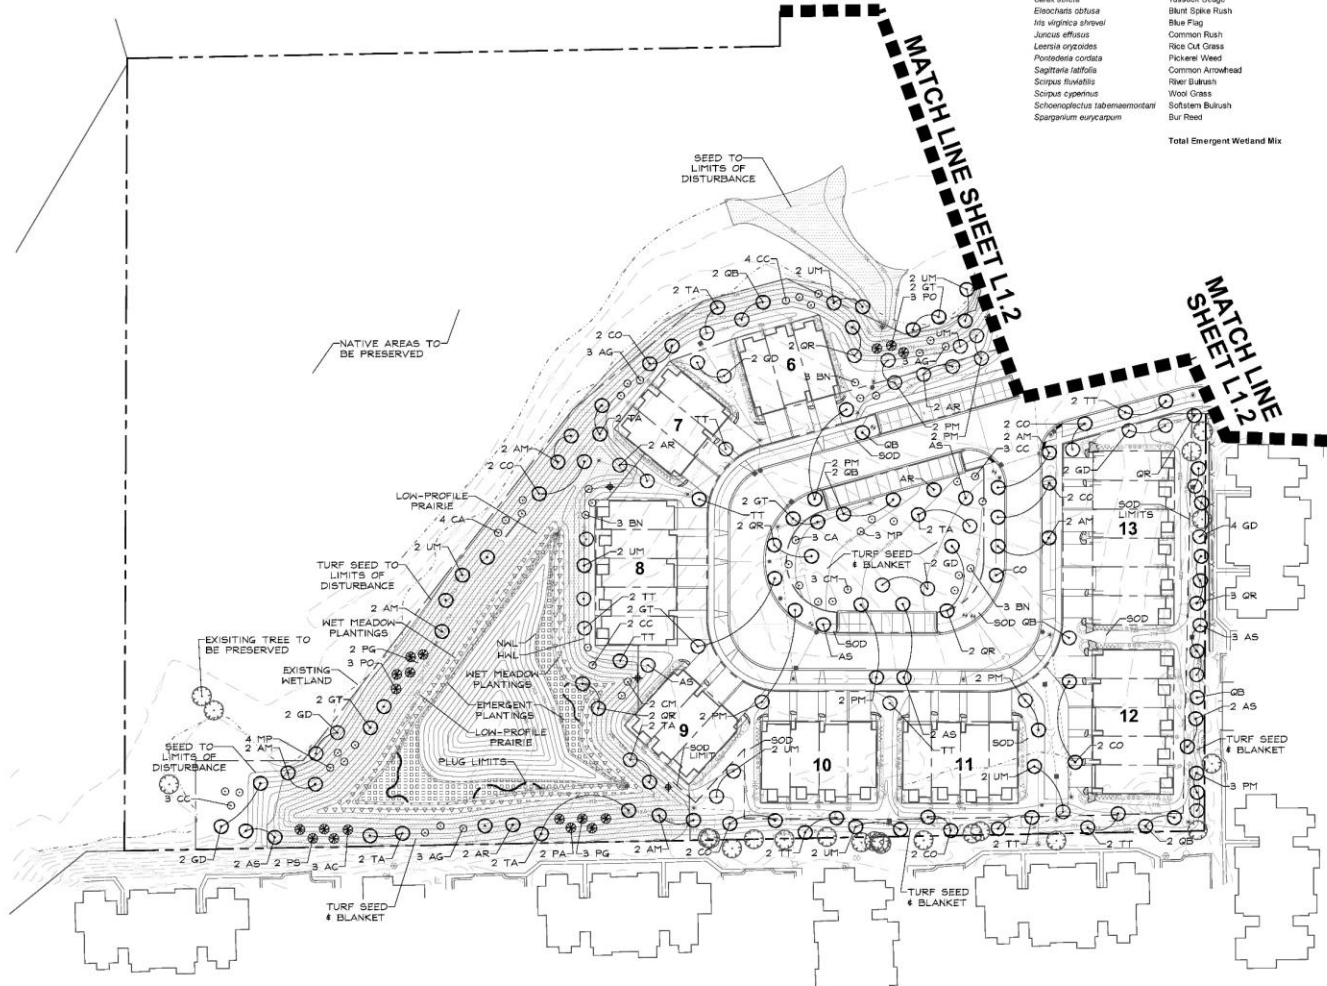 Eleocharis obtusa Blunt Spike Rush
Iris virginica shrevei Blue Flag
Juncus effusus Common Rush
Leersia oryzoides Rice Cut Grass
Pontederia cordata Pickerel Weed
Sagittaria latifolia Common Arrowhead
Scirpus fluviatilis River Bulrush
Scirpus cyperinus Wool Grass
Schoenoplectus tabernaemontani Softstem Bulrush
Sparganium eurycarpum Bur Reed
Total Emergent Wetland Mix
MATCH LINE SHEET L1.2
MATCH LINE
SHEET L1.2
SEED TO
LIMITS OF
DISTURBANCE
4 CC
2 UM
2 QB
2 TA
2 UM
2 GT
3 PO
NATIVE AREAS TO
BE PRESERVED
2 CO
3 AG
2 QR
6
2 GD
UM
3 AG
3 BN
2 TA
7
TT
2 AR
2 AR
2 PM
2 PM
AS
QB
SOD
2 TT
2 CO
2 AM
3 CC
2 AM
2 CO
2 PM
2 QB
AR
2 GD
QR
LOW-PROFILE
PRAIRIE
4 CA
3 BN
TT
2 GT
2 QR
3 CA
3 MP
2 TA
2 CO
2 AM
SOD
LIMITS
13
4 GD
2 UM
2 UM
8
TURF SEED
& BLANKET
2 GD
CO
TURF SEED TO
LIMITS OF
DISTURBANCE
3 CM
3 BN
3 QR
2 AM
WET MEADOW
PLANTINGS
2 TT
2 GT
2 CC
TT
SOD
AS
SOD
QB
SOD
3 AS
EXISITING TREE TO
BE PRESERVED
2 PG
3 PO
NWL
HWL
2 QR
EXISTING
WETLAND
WET MEADOW
PLANTINGS
AS
2 PM
2 GT
EMERGENT
PLANTINGS
2 CM
2 QR
2 TA
2 PM
2 PM
QB
2 AS
12
2 GD
LOW-PROFILE
PRAIRIE
9
SOD
LIMIT
2 AS
TT
SOD
2 CO
TURF SEED
& BLANKET
4 MP
2 AM
SEED TO
LIMITS OF
DISTURBANCE
PLUG LIMITS
SOD
2 UM
10
11
2 UM
3 PM
3 CC
2 GD
2 AS
2 PS
3 AC
2 TA
3 AG
2 AR
2 TA
2 PA
3 PG
2 AM
2 CO
2 TT
2 UM
2 CO
2 TT
2 TT
2 QB
TURF SEED
& BLANKET
TURF SEED
& BLANKET